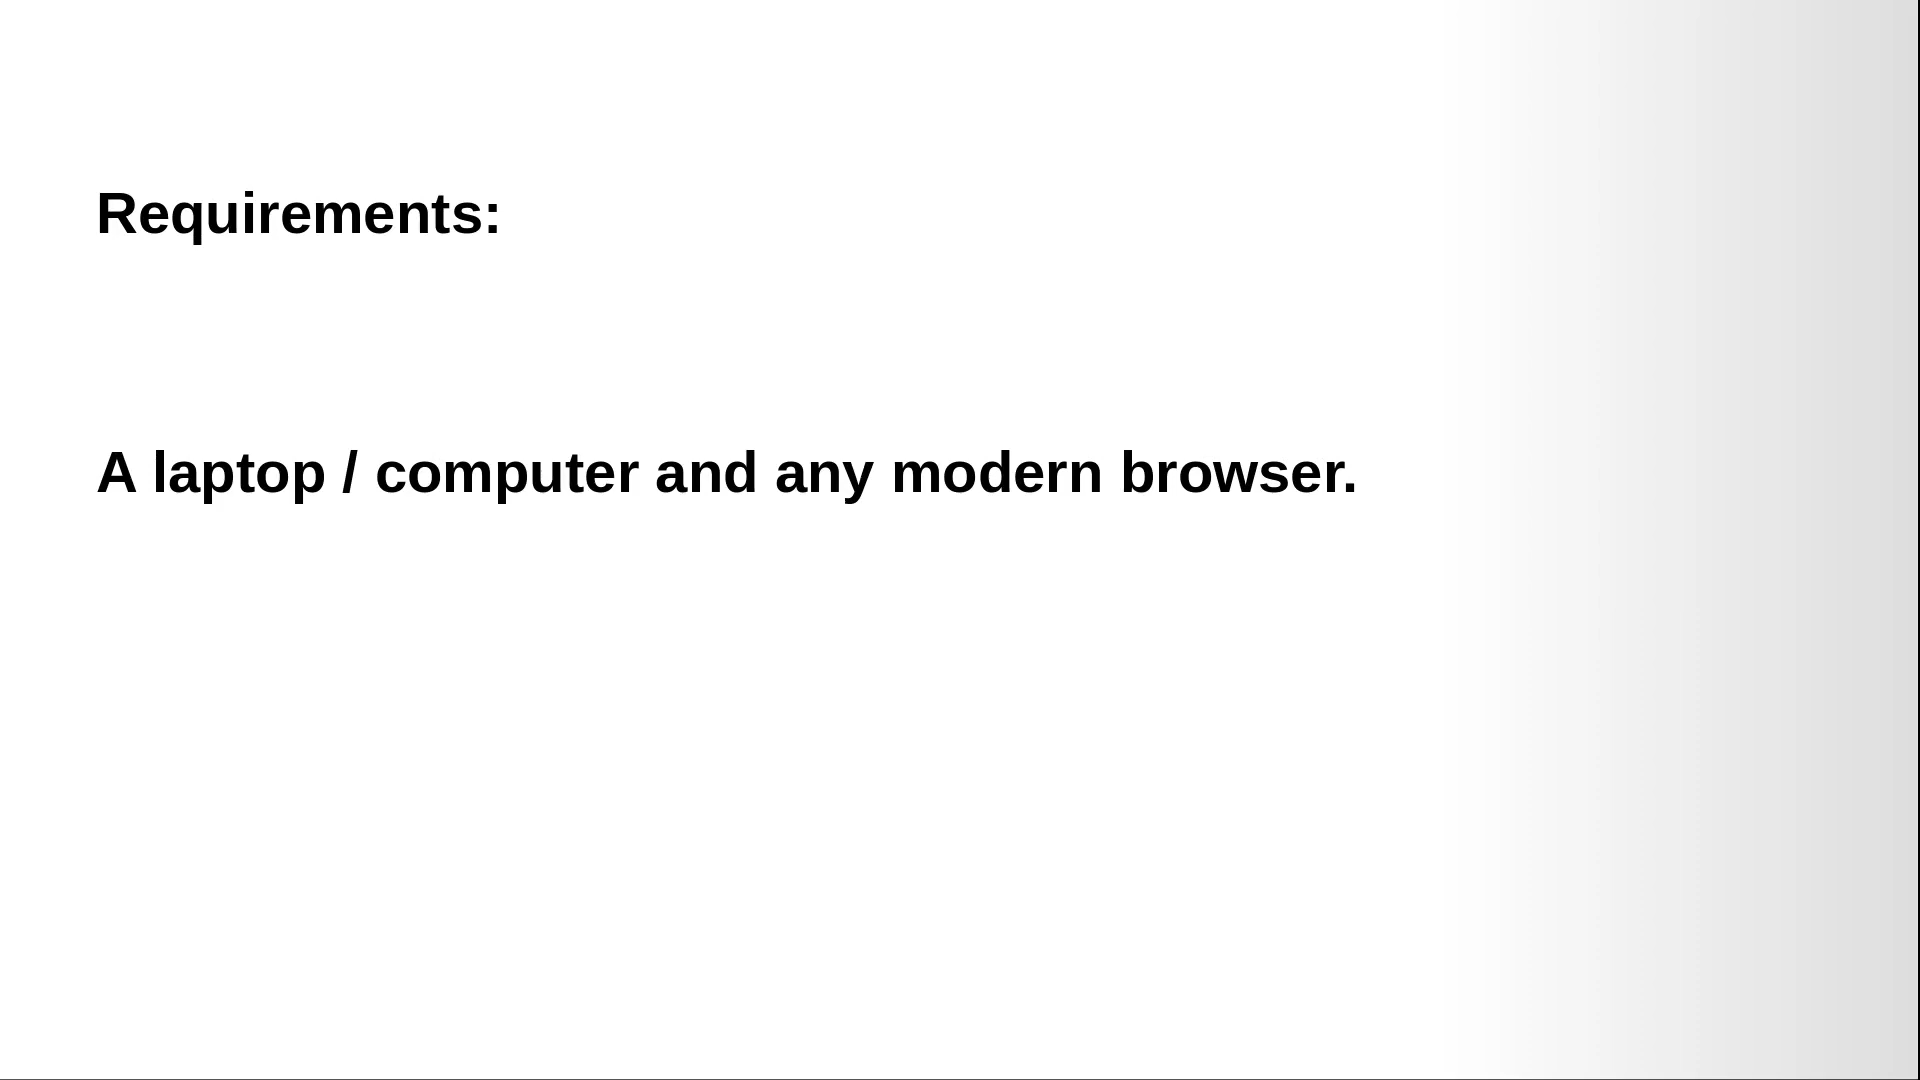 Requirements:
A laptop / computer and any modern browser.